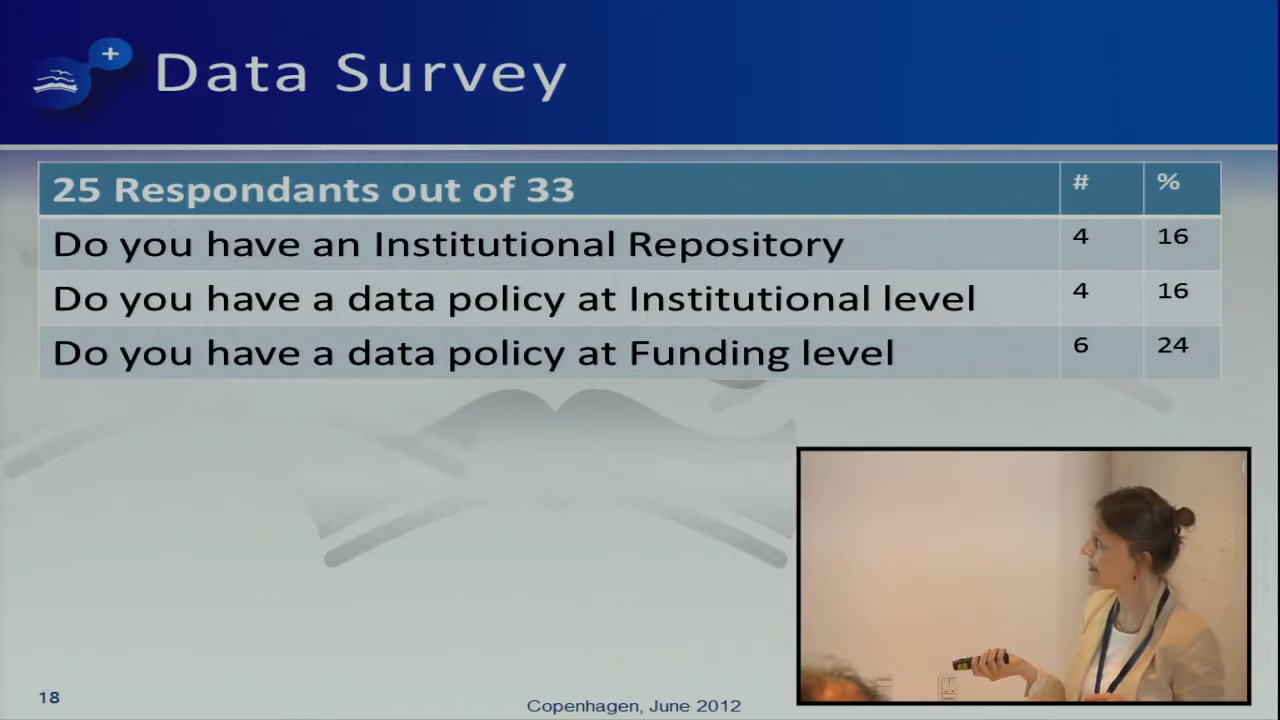 +
Data Survey
25 Respondants out of 33 # %
Do you have an Institutional Repository 4 16
Do you have a data policy at Institutional level 4 16
Do you have a data policy at Funding level 6 24
18
Copenhagen, June 2012